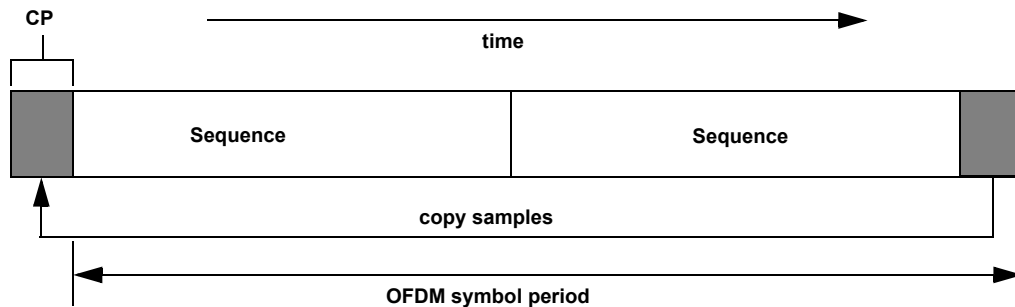 CP
time
Sequence
Sequence
copy samples
OFDM symbol period